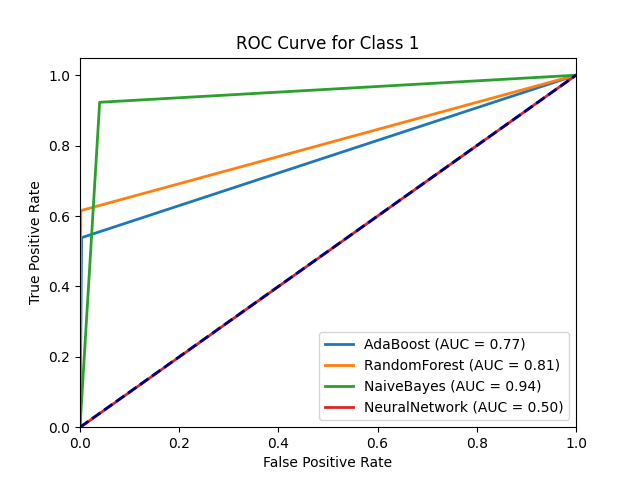 ROC Curve for Class 1
True Positive Rate
1.0
0.8
0.6
0.4
0.2
0.0
AdaBoost (AUC = 0.77)
RandomForest (AUC = 0.81)
NaiveBayes (AUC = 0.94)
NeuralNetwork (AUC = 0.50)
0.0 0.2 0.4 0.6 0.8 1.0
False Positive Rate